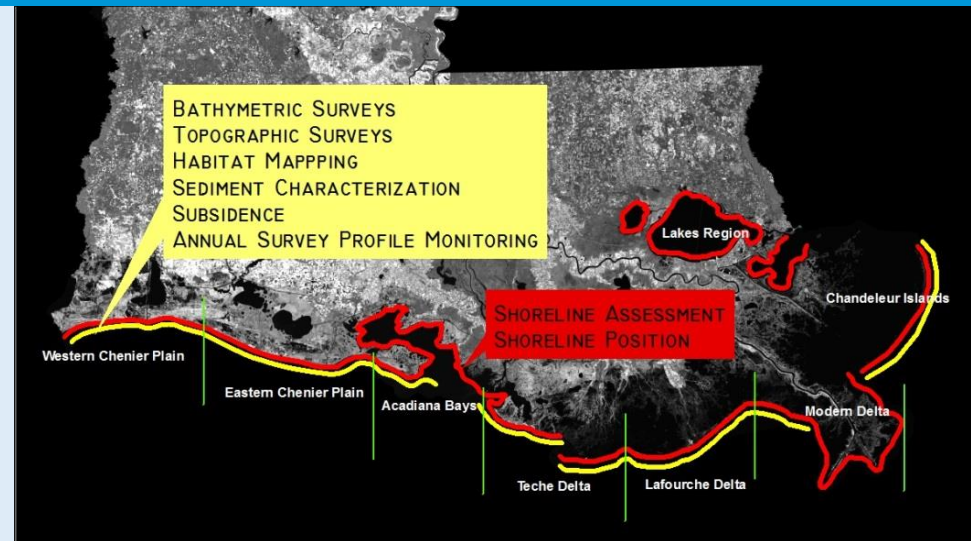 BATHYMETRIC SURVEYS
TOPOGRAPHIC SURVEYS
HABITAT MAPPPING
SEDIMENT CHARACTERIZATION
SUBSIDENCE
ANNUAL SURVEY PROFILE MONITORING
Lakes Region
Chandeleur Islands
SHORELINE ASSESSMENT
SHORELINE POSITION
Western Chenier Plain
Eastern Chenier Plain
Acadiana Bays
Modern Delta
Teche Delta
Lafourche Delta